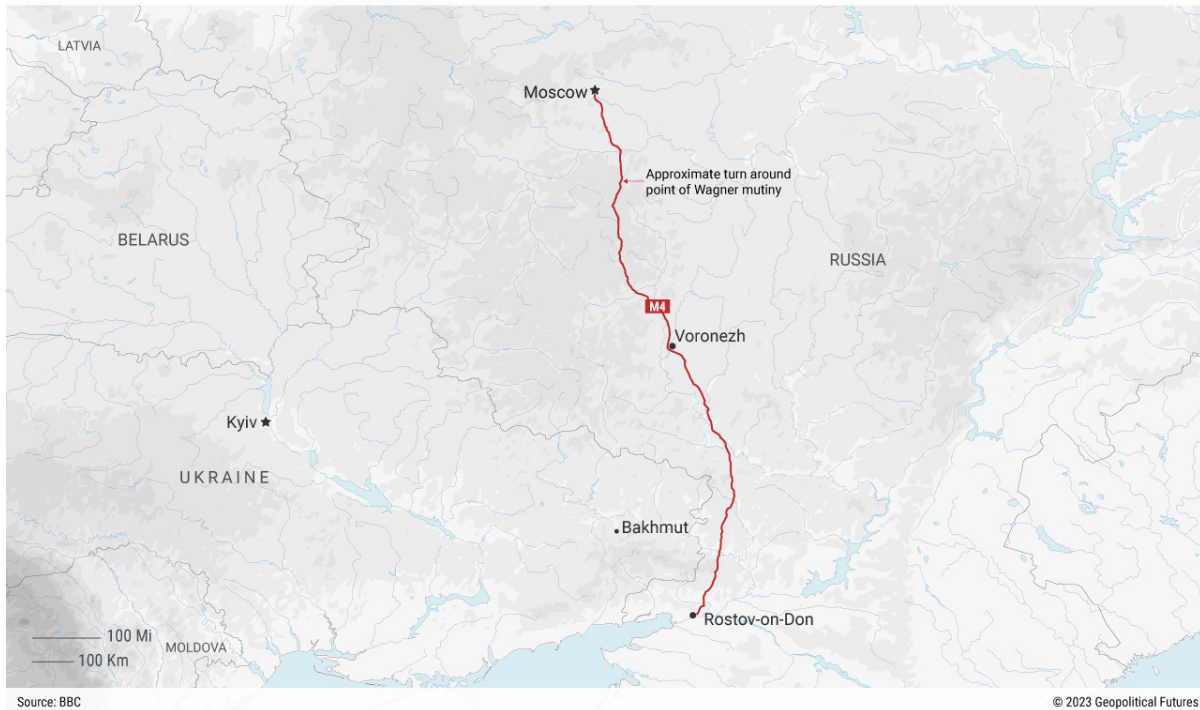 LATVIA
Moscow
Approximate turn around
point of Wagner mutiny
BELARUS
RUSSIA
M4
Voronezh
Kyiv
UKRAINE
Bakhmut
Rostov-on-Don
100 Mi
100 Km
MOLDOVA
Source: BBC
© 2023 Geopolitical Futures